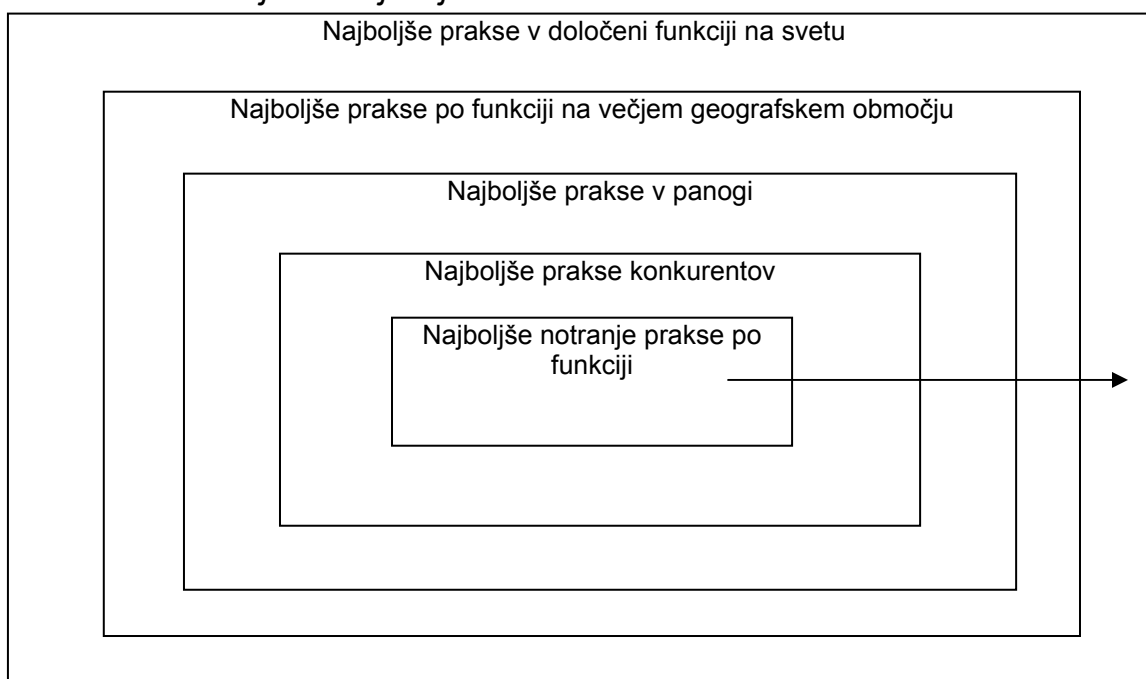 Najboljše prakse v določeni funkciji na svetu
Najboljše prakse po funkciji na večjem geografskem območju
Najboljše prakse v panogi
Najboljše prakse konkurentov
Najboljše notranje prakse po
funkciji